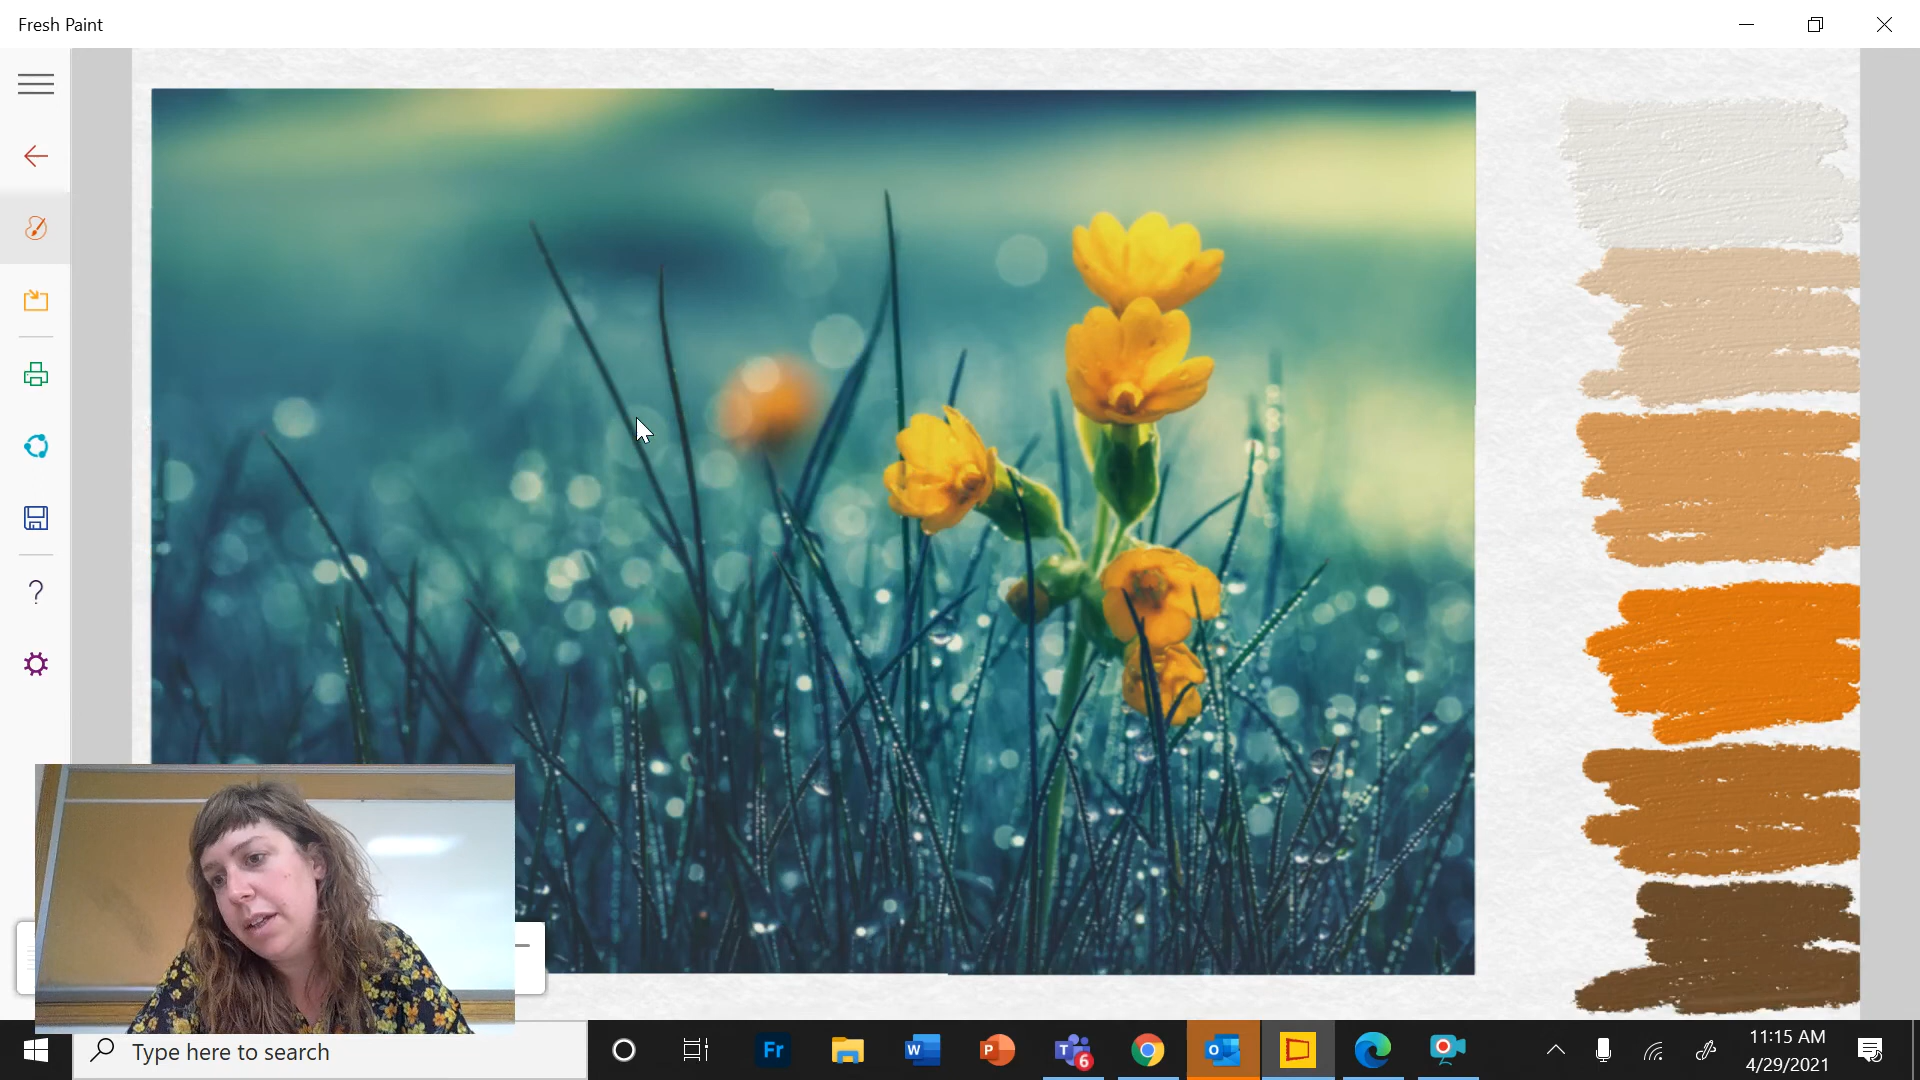 Fresh Paint
?
Type here to search
Fr
W
P
T
6
O
11:15 AM
4/29/2021